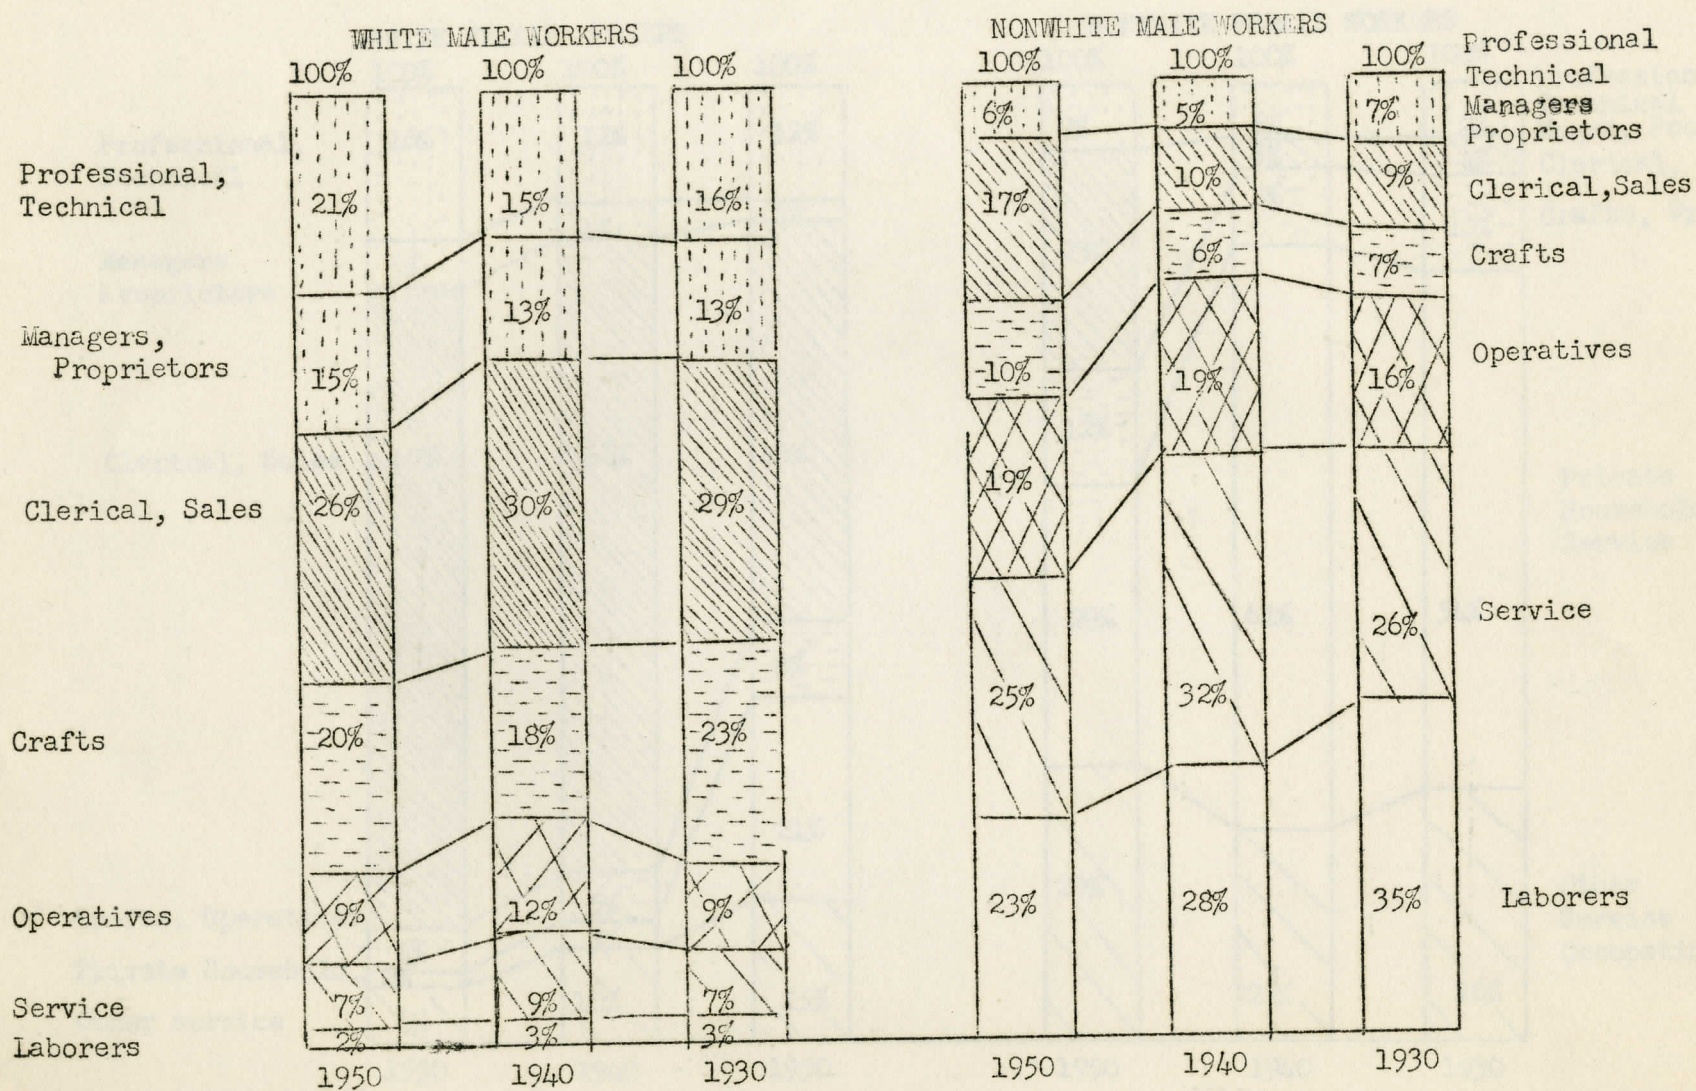 WHITE MALE WORKERS
100% 100% 100%
Professional,
Technical
21% 15% 16%
Managers,
Proprietors
15% 13% 13%
Clerical, Sales
26% 30% 29%
Crafts
20% 18% 23%
Operatives
9% 12% 9%
Service
7% 9% 7%
Laborers
2% 3% 3%
1950 1940 1930
NONWHITE MALE WORKERS
100% 100% 100%
Professional
Technical
Managers
Proprietors
6% 5% 7%
Clerical,Sales
17% 10% 9%
Crafts
10% 6% 7%
Operatives
19% 19% 16%
Service
25% 32% 26%
Laborers
23% 28% 35%
1950 1940 1930